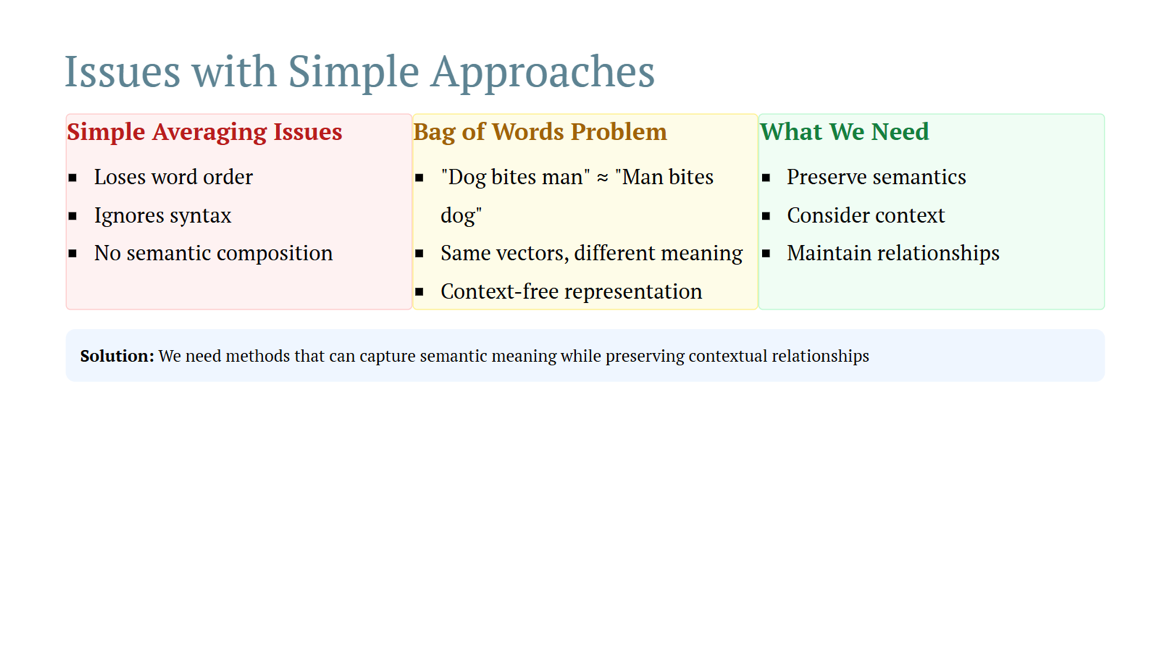 Issues with Simple Approaches
Simple Averaging Issues
▪ Loses word order
▪ Ignores syntax
▪ No semantic composition
Bag of Words Problem
▪ "Dog bites man" ≈ "Man bites
dog"
▪ Same vectors, different meaning
▪ Context-free representation
What We Need
▪ Preserve semantics
▪ Consider context
▪ Maintain relationships
Solution: We need methods that can capture semantic meaning while preserving contextual relationships